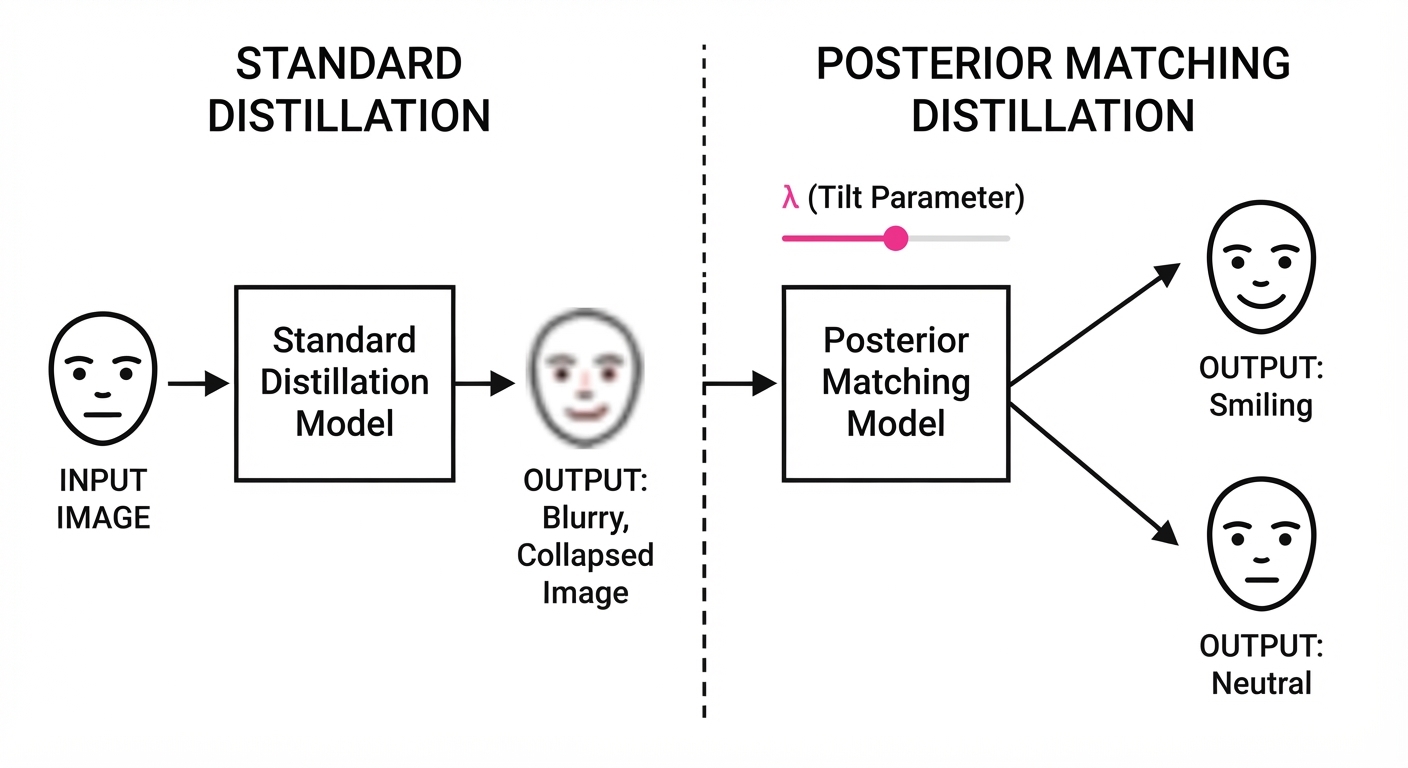 STANDARD
DISTILLATION
INPUT
IMAGE
Standard
Distillation
Model
OUTPUT:
Blurry,
Collapsed
Image
POSTERIOR MATCHING
DISTILLATION
λ (Tilt Parameter)
Posterior
Matching
Model
OUTPUT:
Smiling
OUTPUT:
Neutral